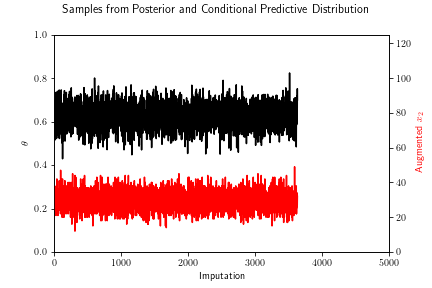 Samples from Posterior and Conditional Predictive Distribution
1.0
0.8
0.6
0.4
0.2
0.0
θ
120
100
80
60
40
20
0
Augmented x₂
0 1000 2000 3000 4000 5000
Imputation